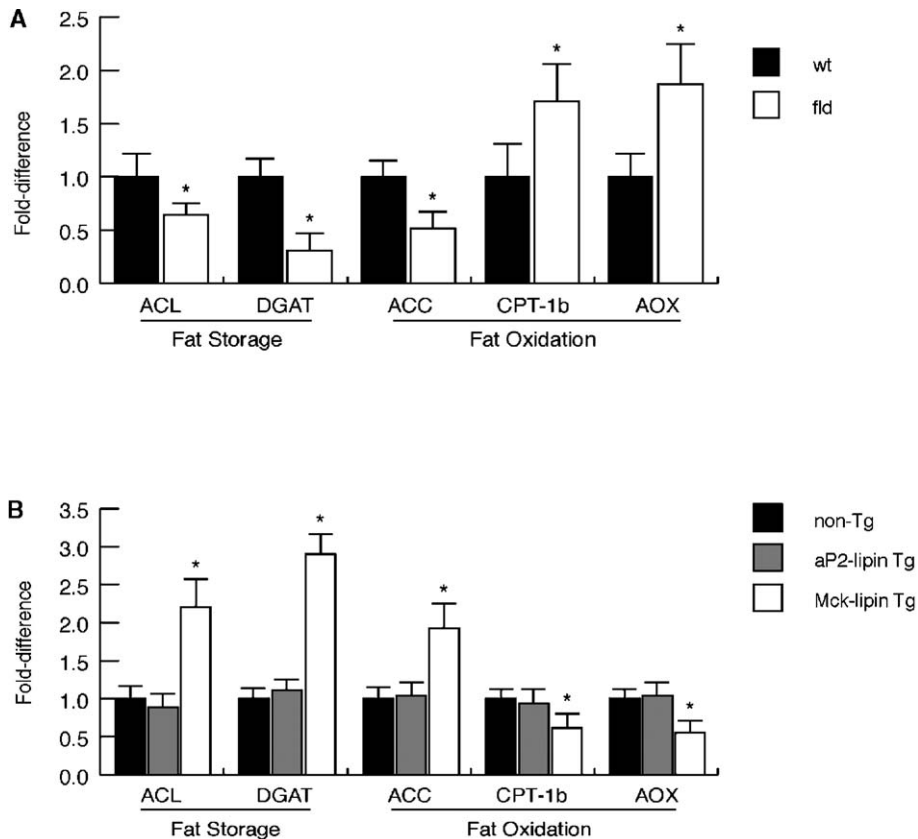 A
2.5
2.0
1.5
1.0
0.5
0.0
Fold-difference
* * * * *
wt
fld
ACL DGAT ACC CPT-1b AOX
Fat Storage Fat Oxidation
B
3.5
3.0
2.5
2.0
1.5
1.0
0.5
0.0
Fold-difference
* * * * *
non-Tg
aP2-lipin Tg
Mck-lipin Tg
ACL DGAT ACC CPT-1b AOX
Fat Storage Fat Oxidation